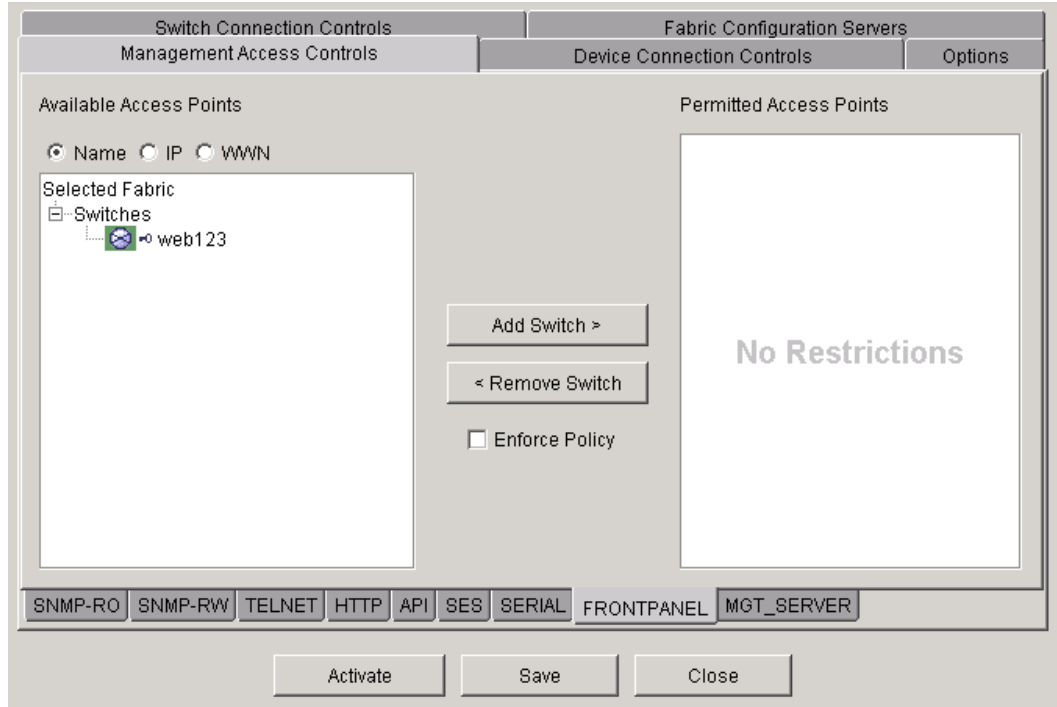 Switch Connection Controls Fabric Configuration Servers
Management Access Controls Device Connection Controls Options
Available Access Points Permitted Access Points
Name IP WWN
Selected Fabric
Switches
web123
Add Switch >
No Restrictions
< Remove Switch
Enforce Policy
SNMP-RO SNMP-RW TELNET HTTP API SES SERIAL FRONTPANEL MGT_SERVER
Activate Save Close